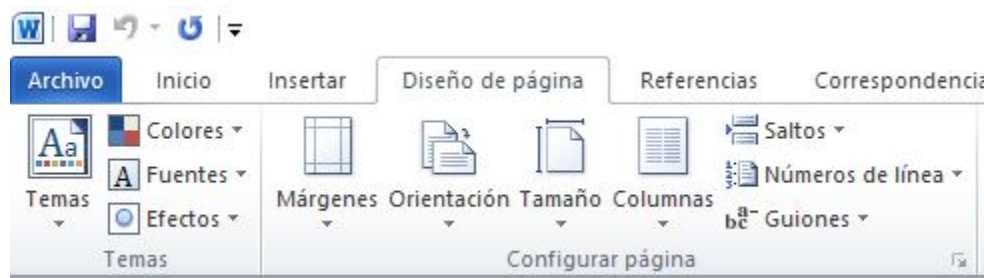 Archivo Inicio Insertar Diseño de página Referencias Correspondencia
Aa
Temas
Colores
A Fuentes
Efectos
Temas
Márgenes Orientación Tamaño Columnas
Saltos
Números de línea
Guiones
Configurar página